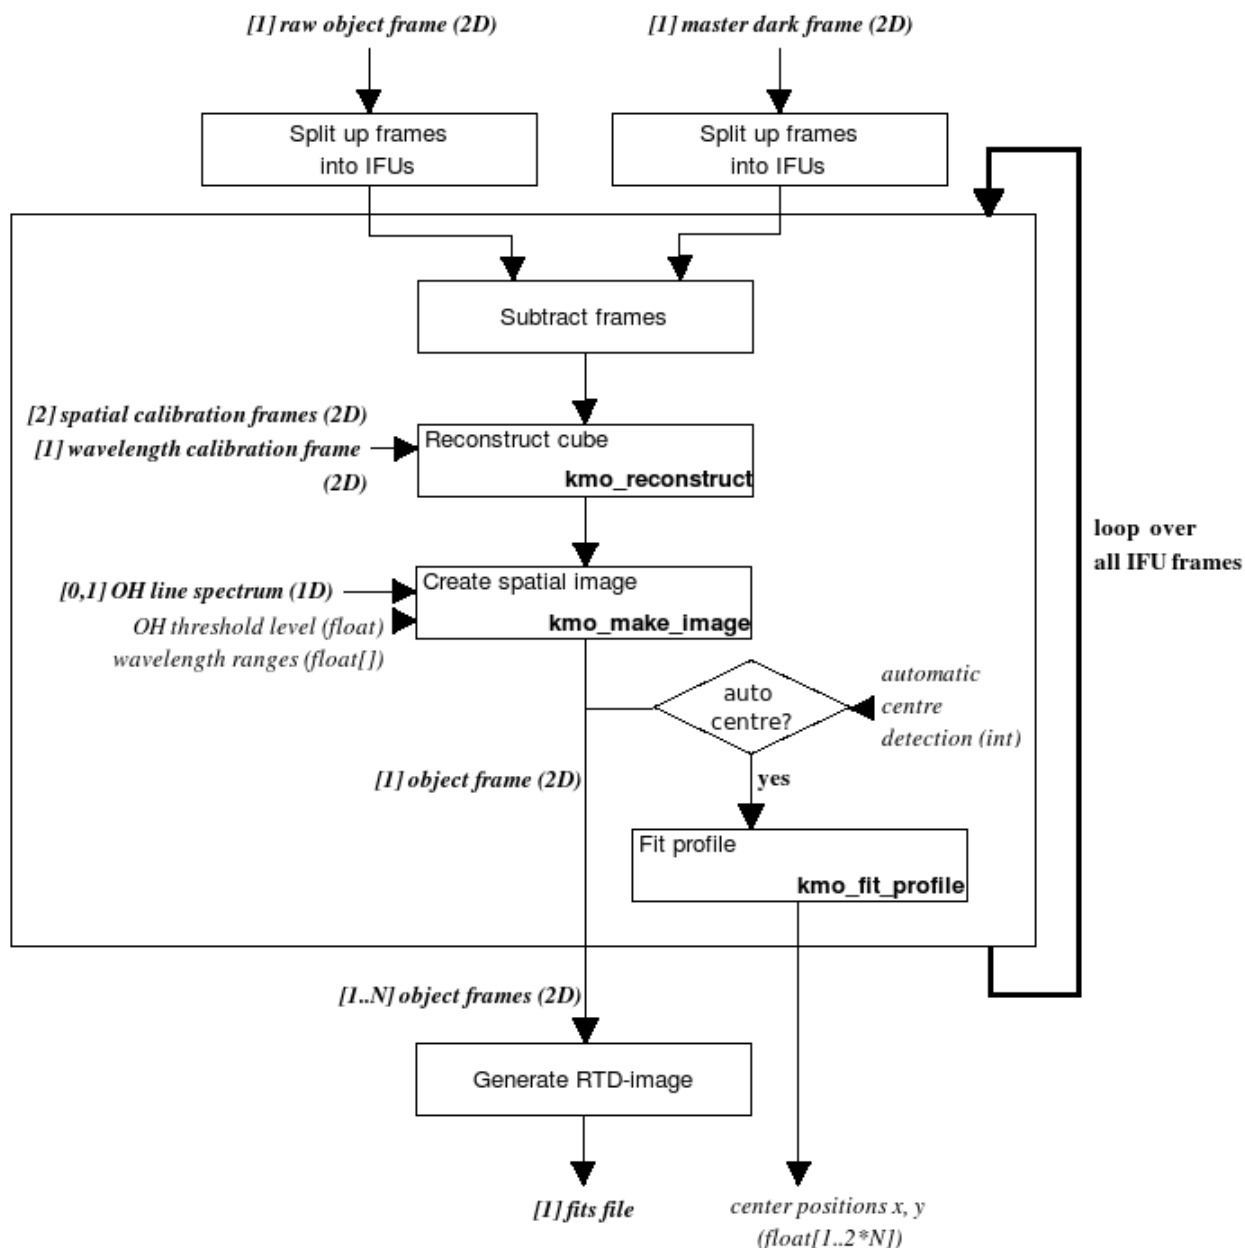 [1] raw object frame (2D)
[1] master dark frame (2D)
Split up frames
into IFUs
Split up frames
into IFUs
Subtract frames
[2] spatial calibration frames (2D)
[1] wavelength calibration frame
(2D)
Reconstruct cube
kmo_reconstruct
loop over
all IFU frames
[0,1] OH line spectrum (1D)
OH threshold level (float)
wavelength ranges (float[])
Create spatial image
kmo_make_image
auto
centre?
automatic
centre
detection (int)
[1] object frame (2D)
yes
Fit profile
kmo_fit_profile
[1..N] object frames (2D)
Generate RTD-image
[1] fits file
center positions x, y
(float[1..2*N])